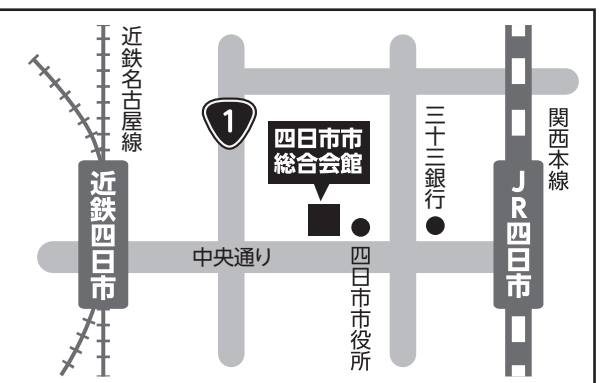 近鉄名古屋線
1
四日市市
総合会館
三十三銀行
関西本線
近鉄四日市
JR四日市
中央通り
四日市市役所